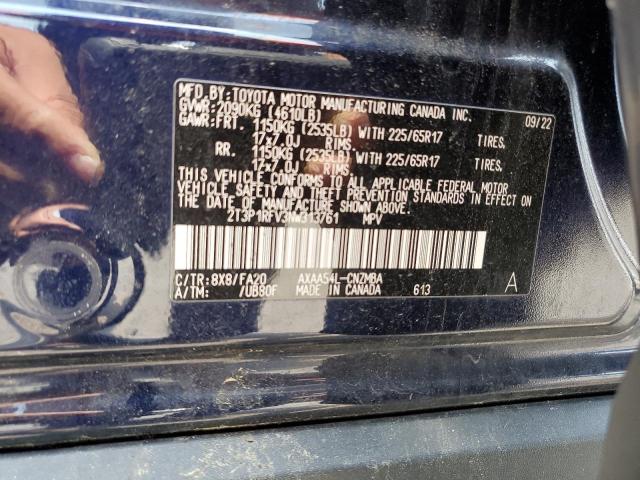 MFD.BY:TOYOTA MOTOR MANUFACTURING CANADA INC.
GVWR:2090KG (4610LB) 09/22
GAWR:FRT. 1150KG (2535LB) WITH 225/65R17 TIRES,
17x7.0J RIMS
RR. 1150KG (2535LB) WITH 225/65R17 TIRES,
17x7.0J RIMS
THIS VEHICLE CONFORMS TO ALL APPLICABLE FEDERAL MOTOR
VEHICLE SAFETY AND THEFT PREVENTION STANDARDS IN EFFECT ON
THE DATE OF MANUFACTURE SHOWN ABOVE.
2T3P1RFV3NW313761 MPV
C/TR:8X8/FA20 AXAA54L-CNZMBA A
A/TM: /UB80F MADE IN CANADA 613